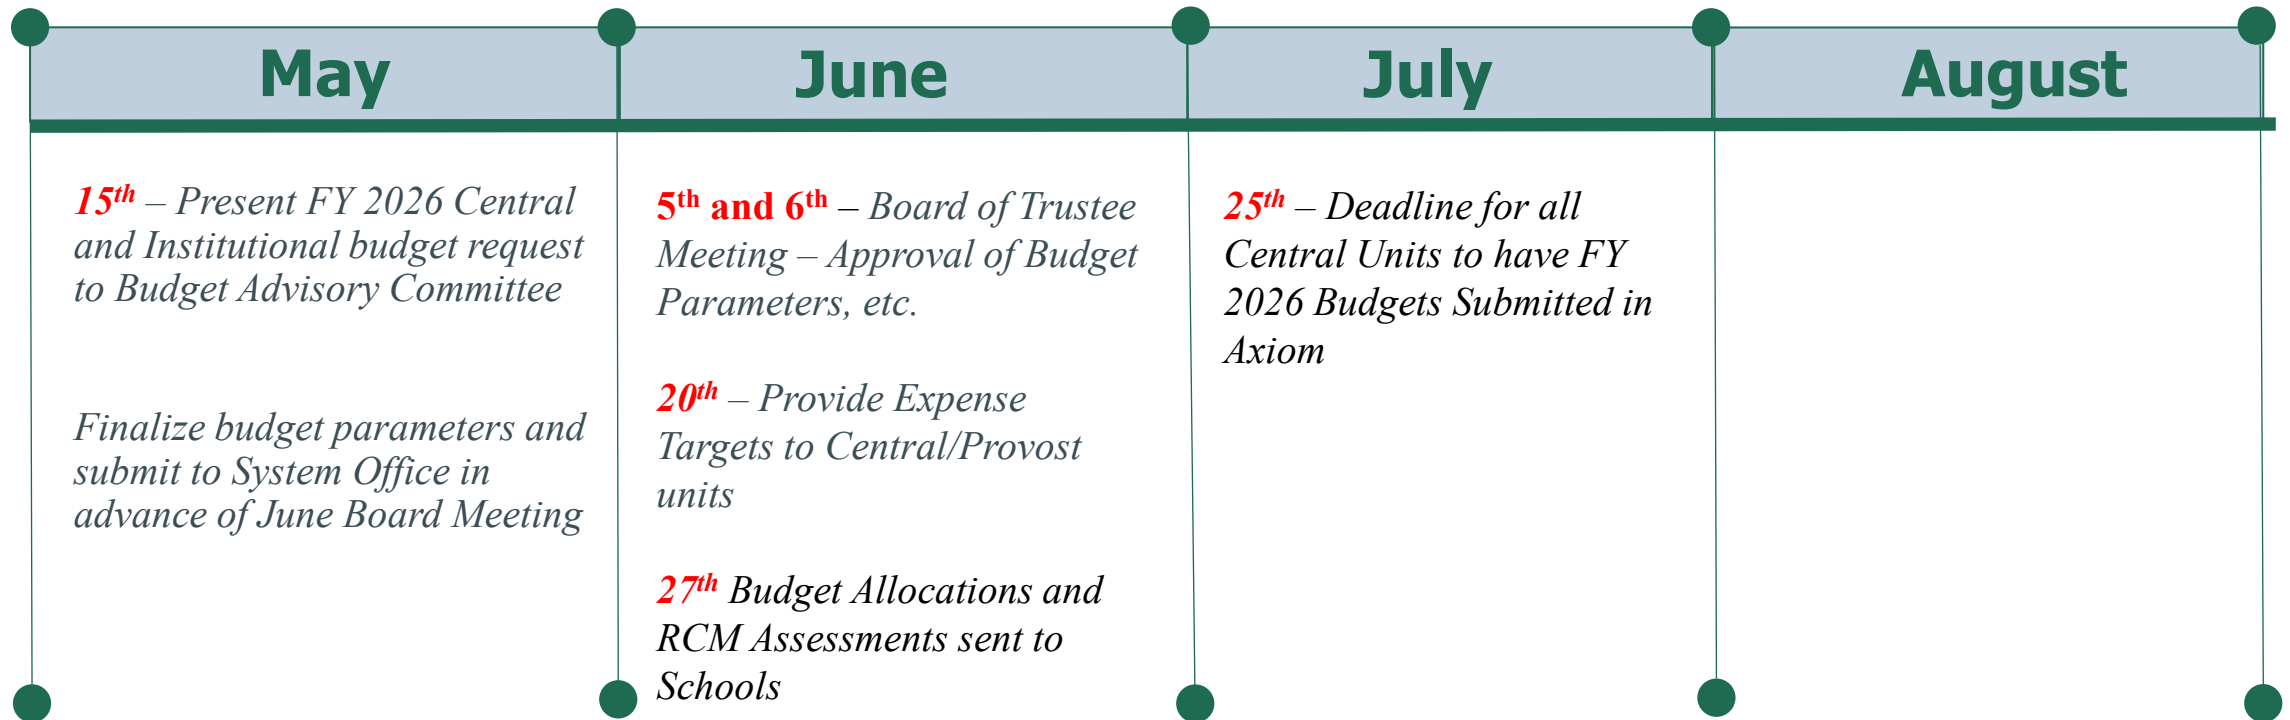 May
June
July
August
15th – Present FY 2026 Central
and Institutional budget request
to Budget Advisory Committee
Finalize budget parameters and
submit to System Office in
advance of June Board Meeting
5th and 6th – Board of Trustee
Meeting – Approval of Budget
Parameters, etc.
20th – Provide Expense
Targets to Central/Provost
units
27th Budget Allocations and
RCM Assessments sent to
Schools
25th – Deadline for all
Central Units to have FY
2026 Budgets Submitted in
Axiom